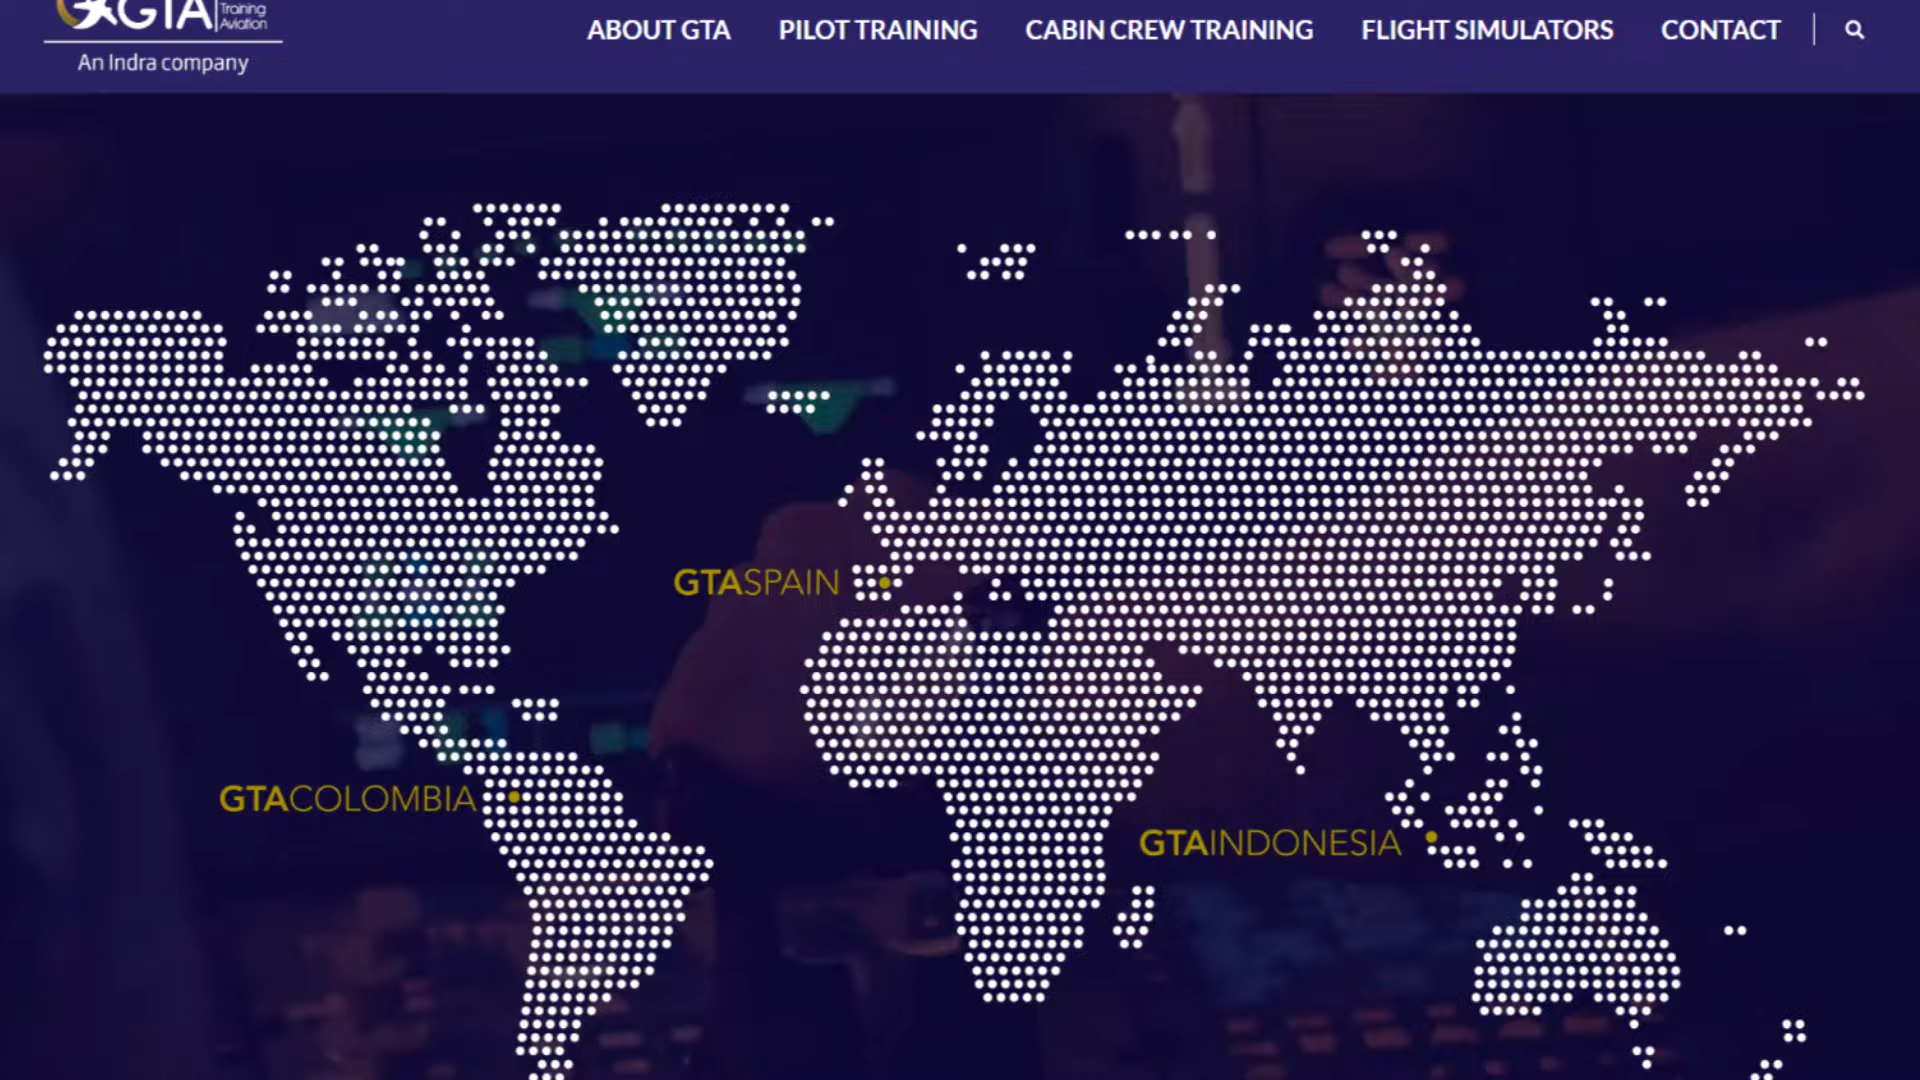 GTA Training Aviation
An Indra company
ABOUT GTA PILOT TRAINING CABIN CREW TRAINING FLIGHT SIMULATORS CONTACT
GTASPAIN
GTACOLOMBIA
GTAINDONESIA